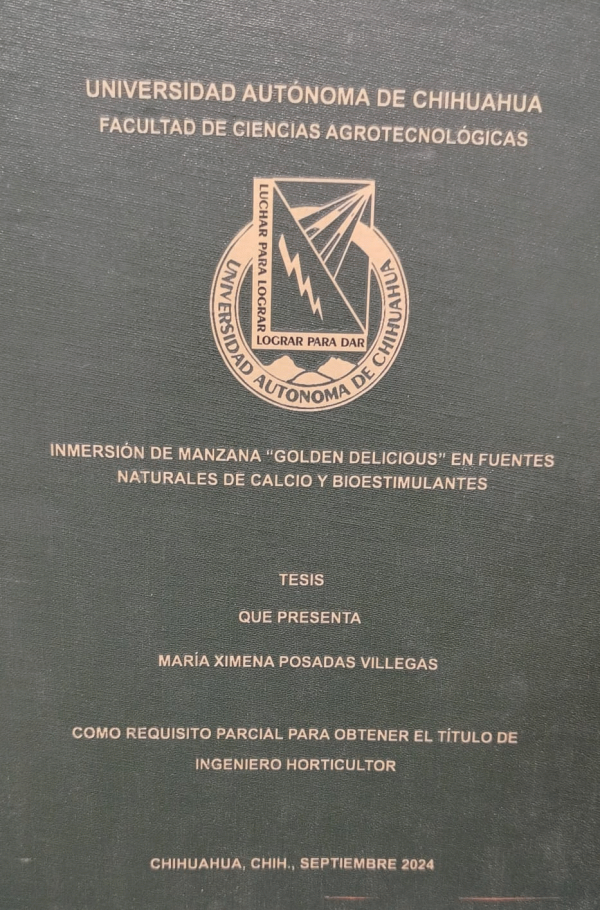 UNIVERSIDAD AUTÓNOMA DE CHIHUAHUA
FACULTAD DE CIENCIAS AGROTECNOLÓGICAS
LUCHAR PARA LOGRAR
LOGRAR PARA DAR
UNIVERSIDAD AUTONOMA DE CHIHUAHUA
INMERSIÓN DE MANZANA "GOLDEN DELICIOUS" EN FUENTES
NATURALES DE CALCIO Y BIOESTIMULANTES
TESIS
QUE PRESENTA
MARÍA XIMENA POSADAS VILLEGAS
COMO REQUISITO PARCIAL PARA OBTENER EL TÍTULO DE
INGENIERO HORTICULTOR
CHIHUAHUA, CHIH., SEPTIEMBRE 2024